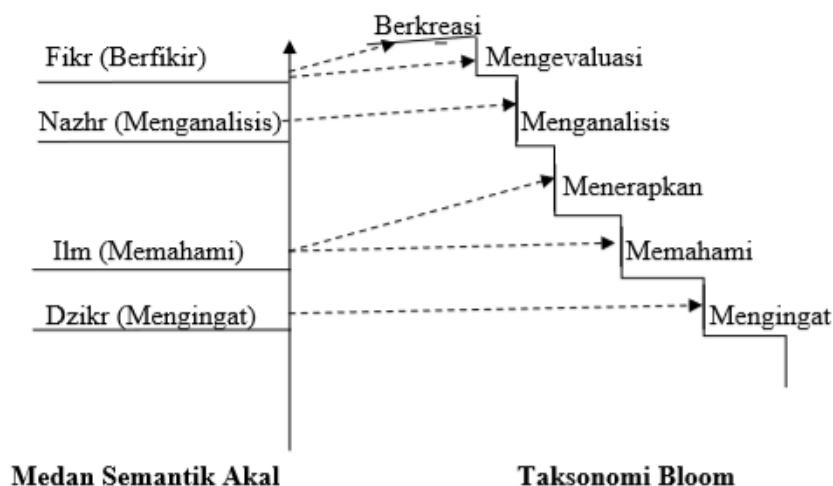 Berkreasi
Fikr (Berfikir)
Mengevaluasi
Nazhr (Menganalisis)
Menganalisis
Menerapkan
Ilm (Memahami)
Memahami
Dzikr (Mengingat)
Mengingat
Medan Semantik Akal
Taksonomi Bloom